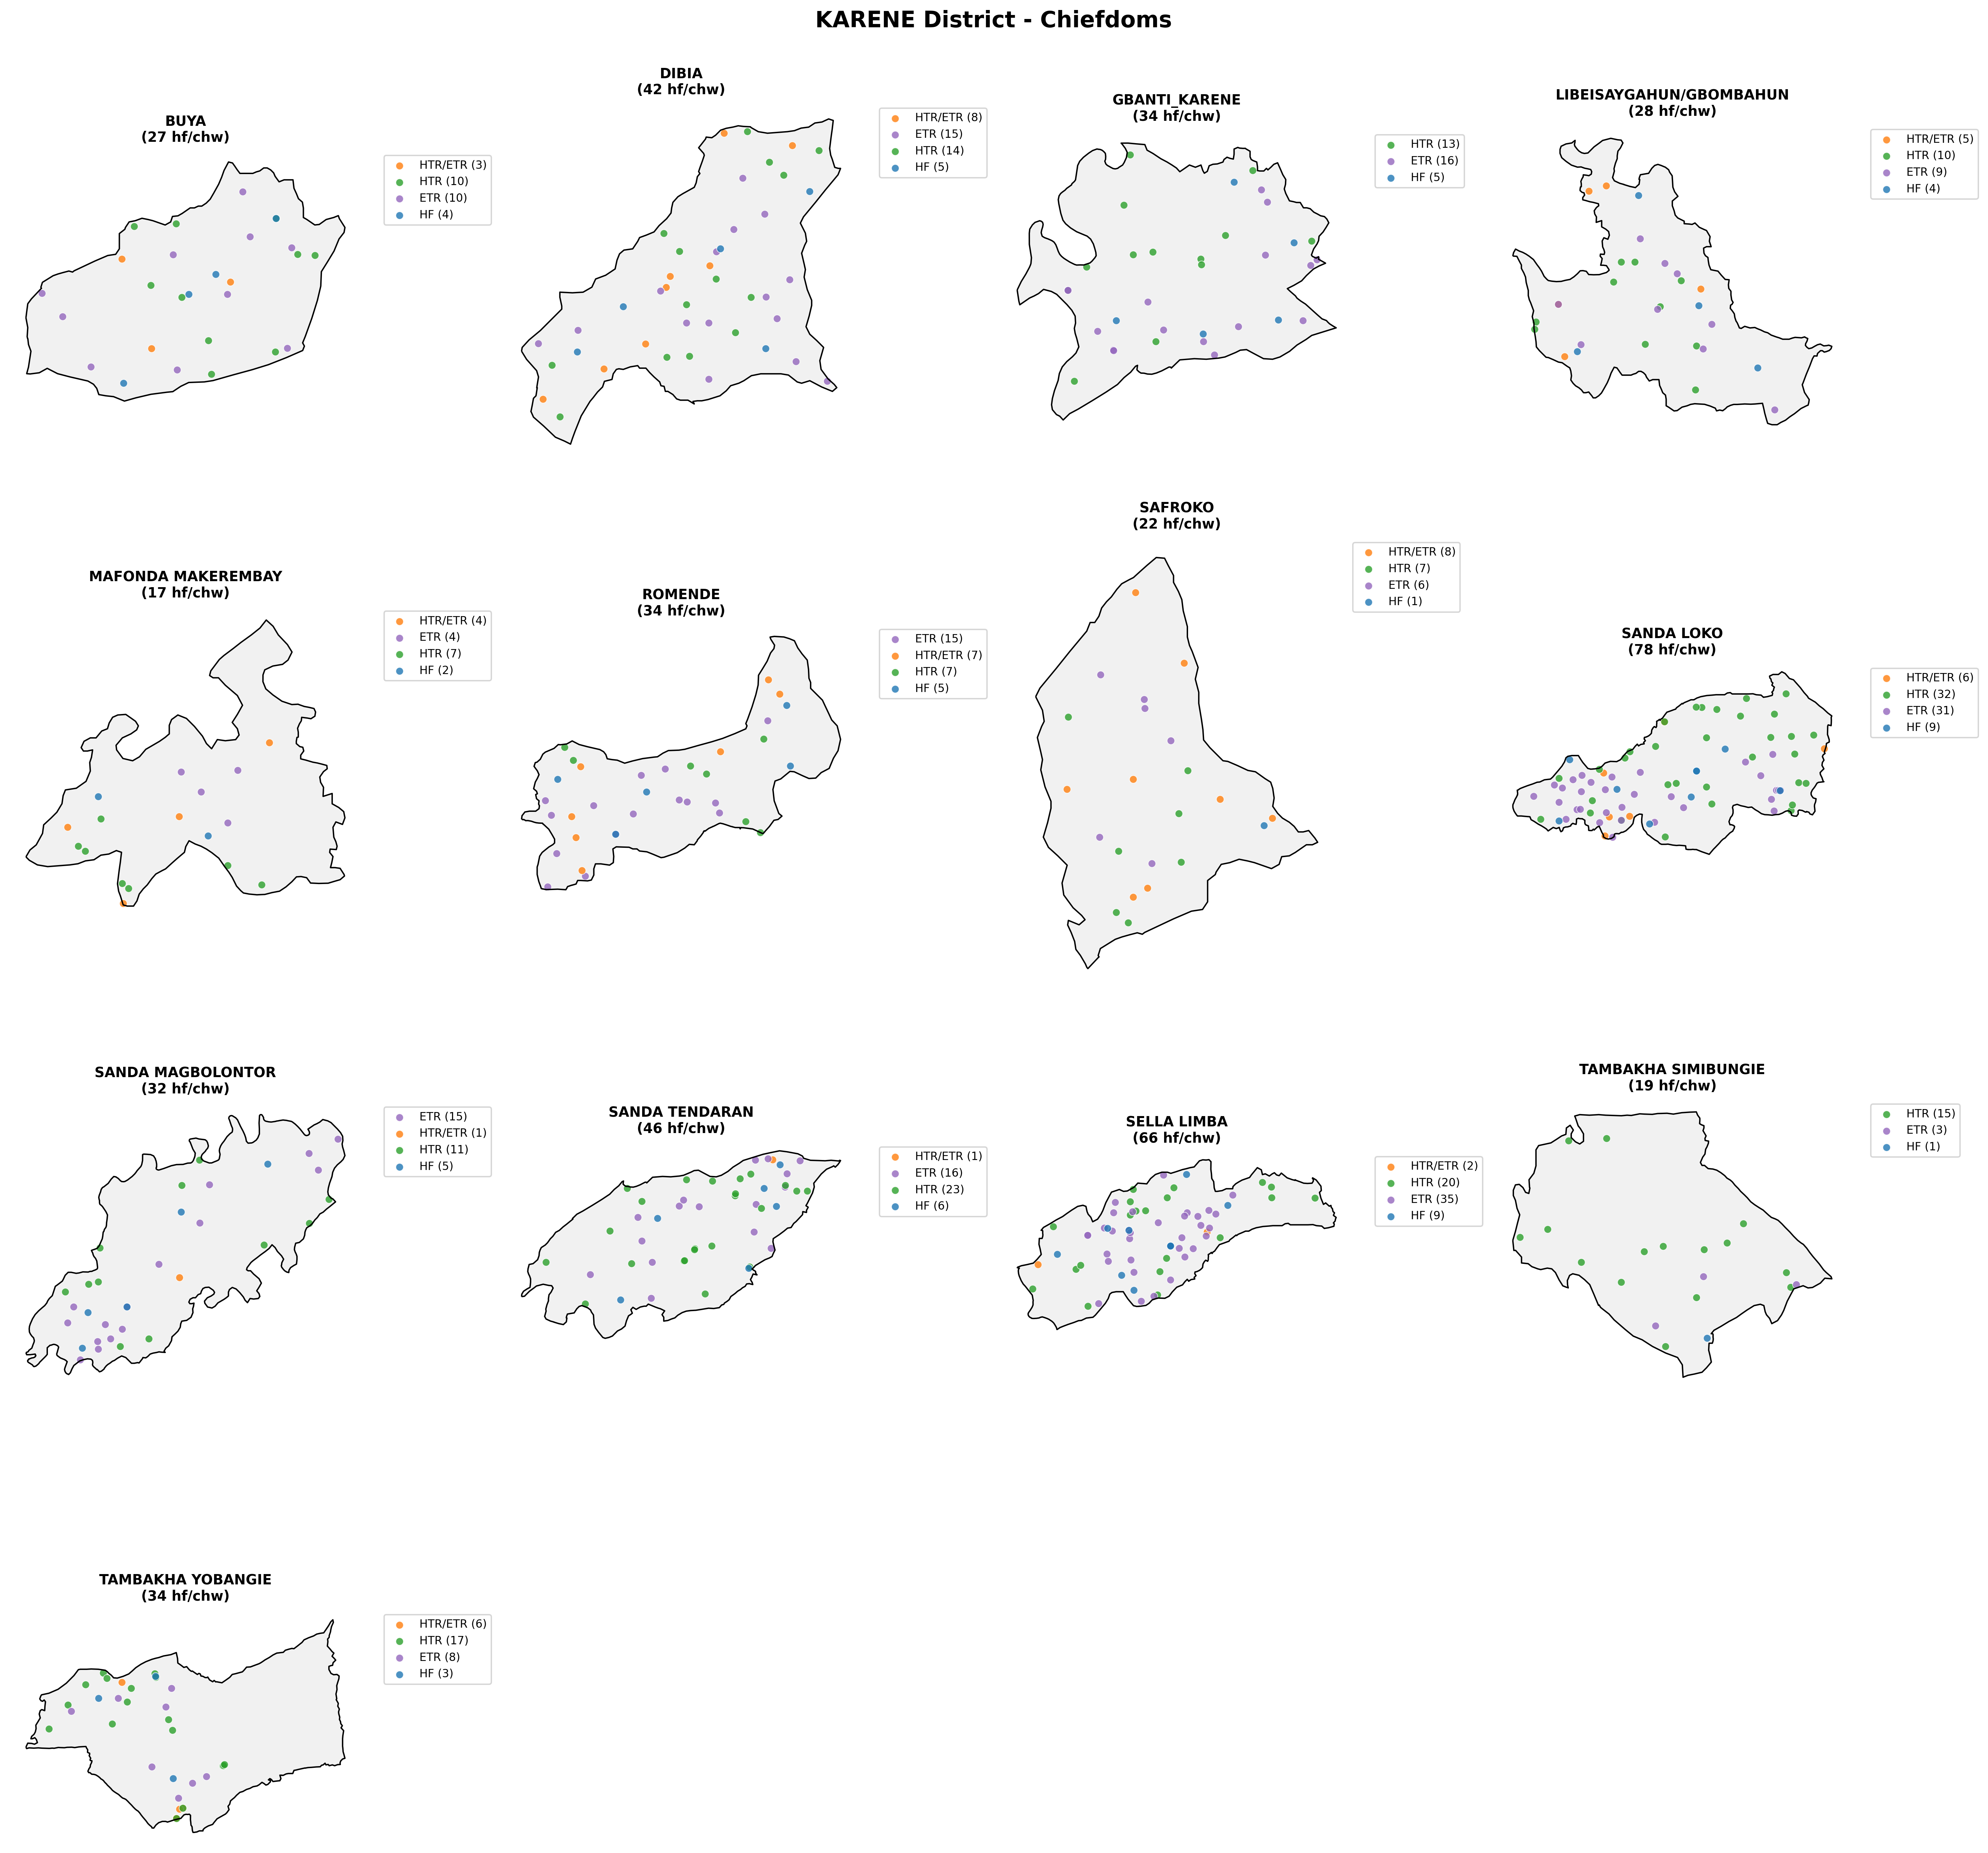 KARENE District - Chiefdoms
BUYA
(27 hf/chw)
HTR/ETR (3)
HTR (10)
ETR (10)
HF (4)
DIBIA
(42 hf/chw)
HTR/ETR (8)
ETR (15)
HTR (14)
HF (5)
GBANTI_KARENE
(34 hf/chw)
HTR (13)
ETR (16)
HF (5)
LIBEISAYGAHUN/GBOMBAHUN
(28 hf/chw)
HTR/ETR (5)
HTR (10)
ETR (9)
HF (4)
MAFONDA MAKEREMBAY
(17 hf/chw)
HTR/ETR (4)
ETR (4)
HTR (7)
HF (2)
ROMENDE
(34 hf/chw)
ETR (15)
HTR/ETR (7)
HTR (7)
HF (5)
SAFROKO
(22 hf/chw)
HTR/ETR (8)
HTR (7)
ETR (6)
HF (1)
SANDA LOKO
(78 hf/chw)
HTR/ETR (6)
HTR (32)
ETR (31)
HF (9)
SANDA MAGBOLONTOR
(32 hf/chw)
ETR (15)
HTR/ETR (1)
HTR (11)
HF (5)
SANDA TENDARAN
(46 hf/chw)
HTR/ETR (1)
ETR (16)
HTR (23)
HF (6)
SELLA LIMBA
(66 hf/chw)
HTR/ETR (2)
HTR (20)
ETR (35)
HF (9)
TAMBAKHA SIMIBUNGIE
(19 hf/chw)
HTR (15)
ETR (3)
HF (1)
TAMBAKHA YOBANGIE
(34 hf/chw)
HTR/ETR (6)
HTR (17)
ETR (8)
HF (3)